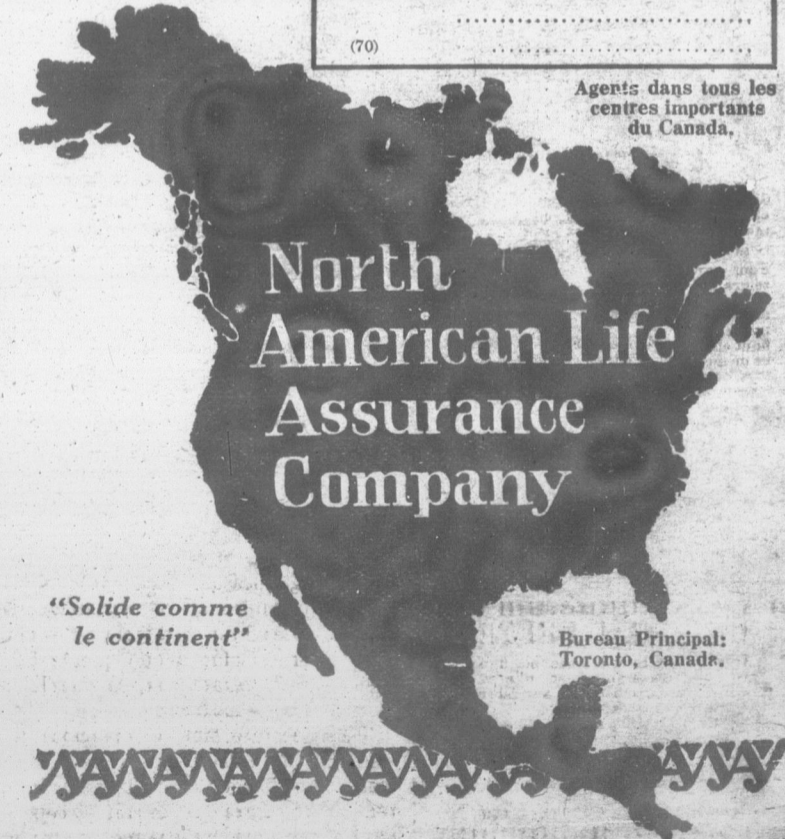 (70)
Agents dans tous les
centres importants
du Canada.
North
American Life
Assurance
Company
"Solide comme
le continent"
Bureau Principal:
Toronto, Canada.